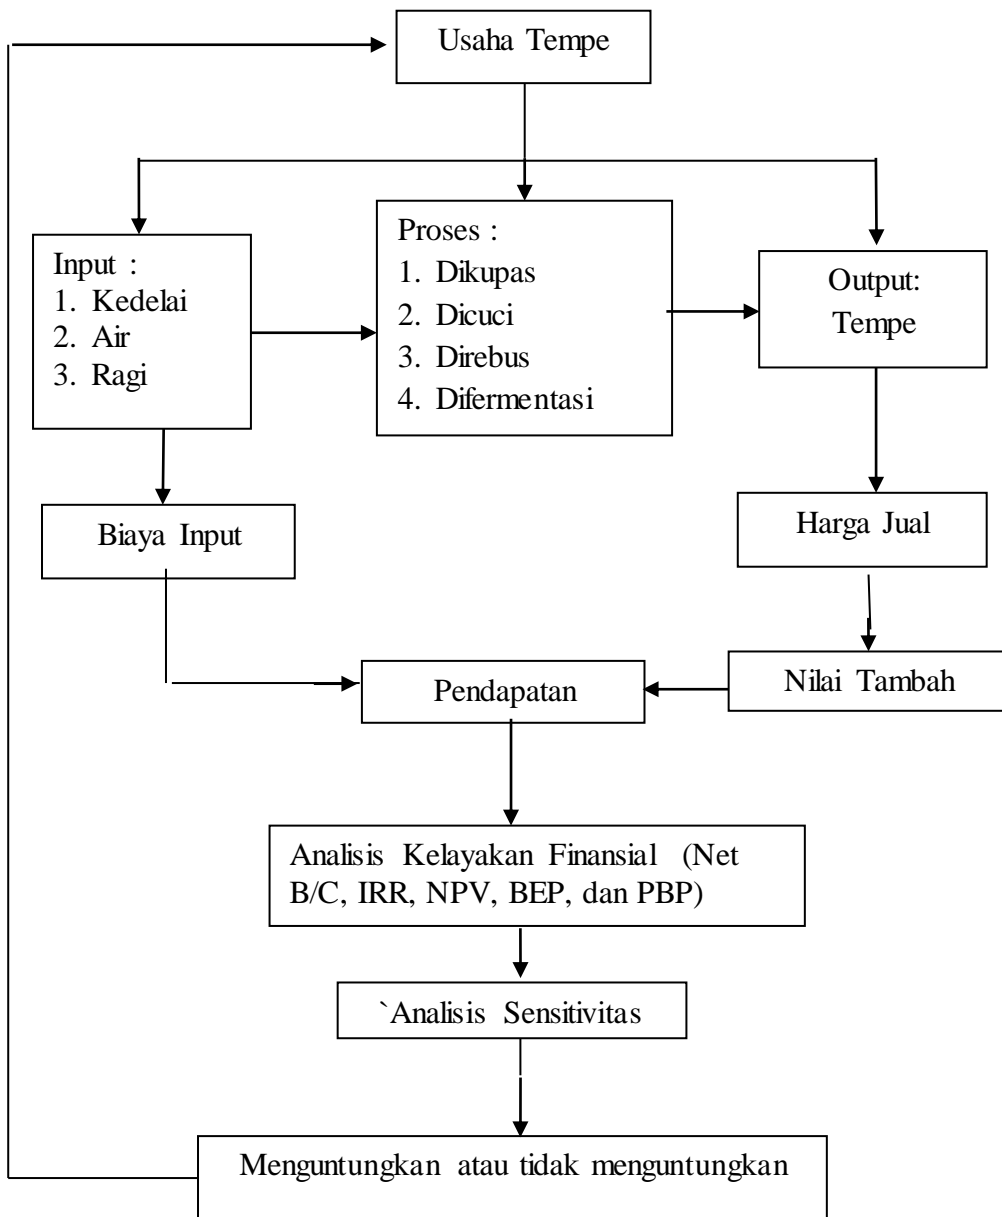 Usaha Tempe
Input :
1. Kedelai
2. Air
3. Ragi
Proses :
1. Dikupas
2. Dicuci
3. Direbus
4. Difermentasi
Output:
Tempe
Biaya Input
Harga Jual
Pendapatan
Nilai Tambah
Analisis Kelayakan Finansial (Net
B/C, IRR, NPV, BEP, dan PBP)
`Analisis Sensitivitas
Menguntungkan atau tidak menguntungkan